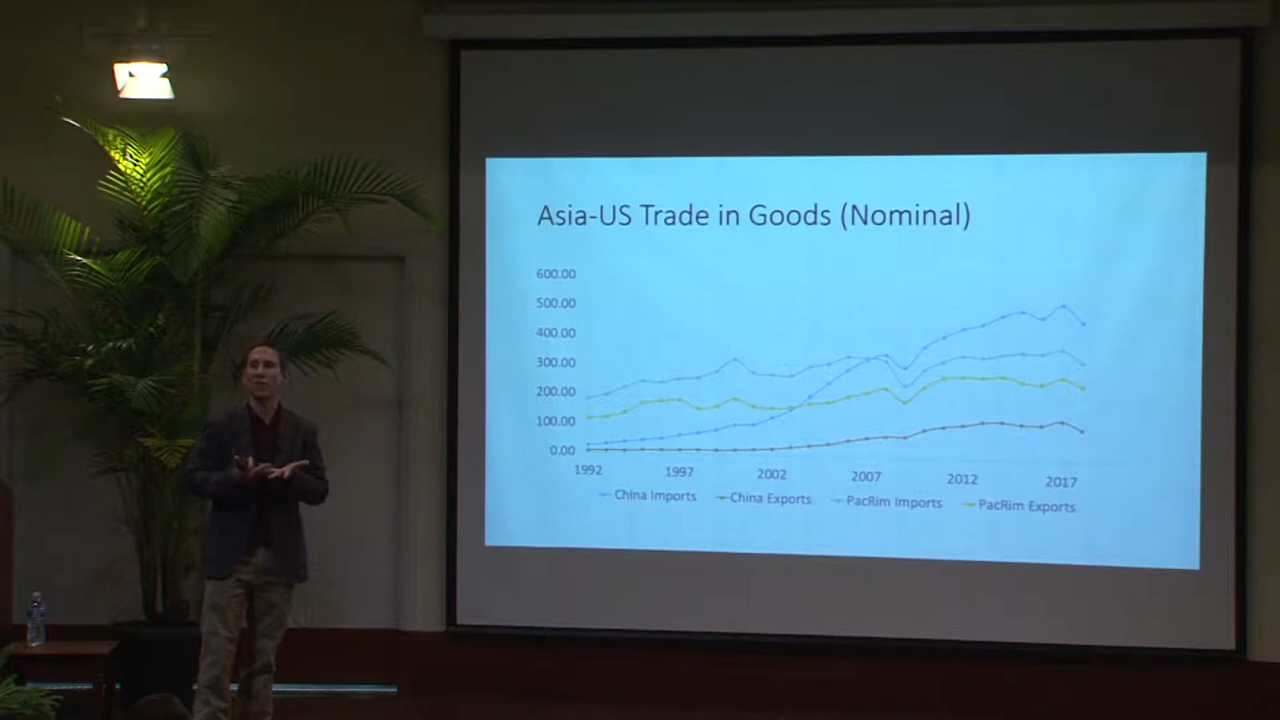 Asia-US Trade in Goods (Nominal)
600.00
500.00
400.00
300.00
200.00
100.00
0.00
1992 1997 2002 2007 2012 2017
China Imports China Exports PacRim Imports PacRim Exports